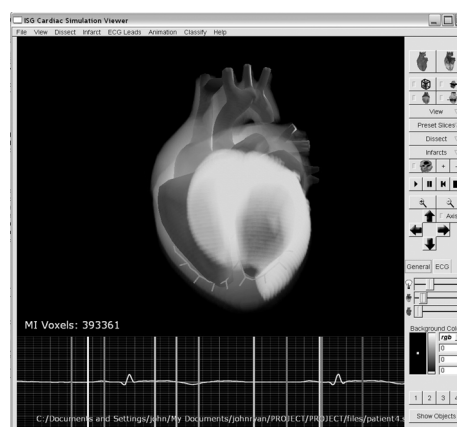 ISG Cardiac Simulation Viewer
File View Dissect Infarct ECG Leads Animation Classify Help
View
Preset Slices
Dissect
Infarcts
+
Axis
General ECG
MI Voxels: 393361
Background Col
rgb
0
0
0
C:/Documents and Settings/john/My Documents/johnryan/PROJECT/PROJECT/files/patient4.s
1 2 3 4
Show Objects